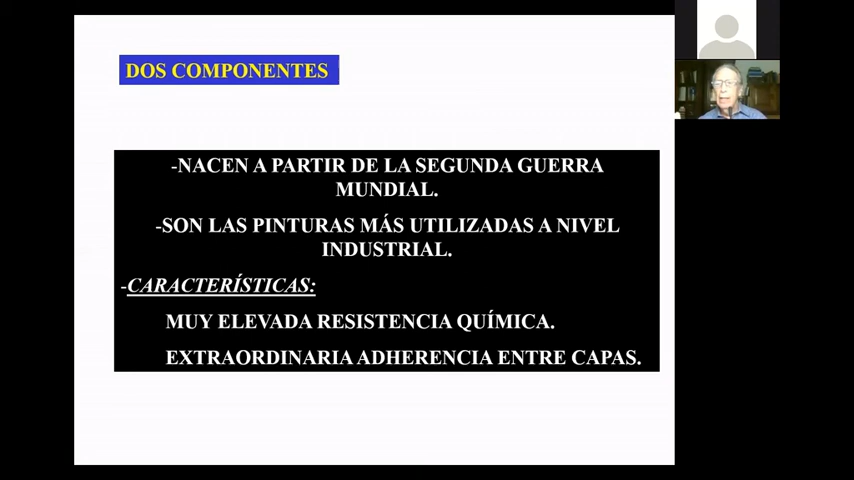 DOS COMPONENTES
-NACEN A PARTIR DE LA SEGUNDA GUERRA
MUNDIAL.
-SON LAS PINTURAS MÁS UTILIZADAS A NIVEL
INDUSTRIAL.
-CARACTERÍSTICAS:
MUY ELEVADA RESISTENCIA QUÍMICA.
EXTRAORDINARIA ADHERENCIA ENTRE CAPAS.